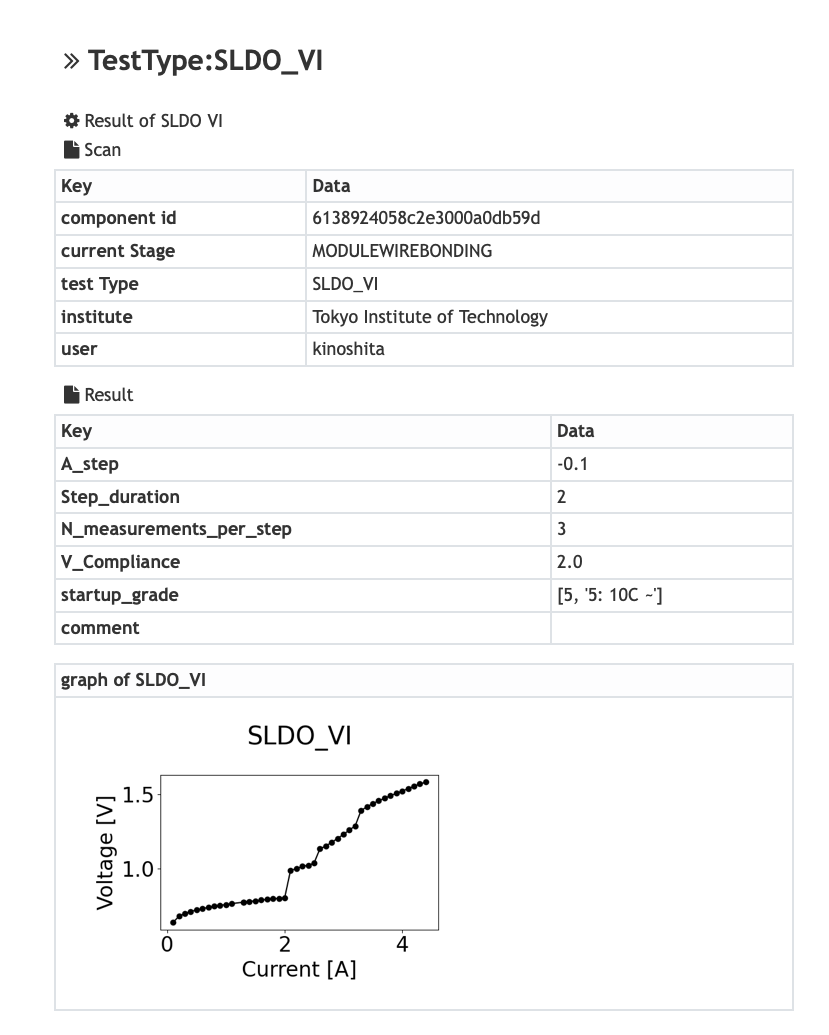 » TestType:SLDO_VI
Result of SLDO VI
Scan
Key Data
component id 6138924058c2e3000a0db59d
current Stage MODULEWIREBONDING
test Type SLDO_VI
institute Tokyo Institute of Technology
user kinoshita
Result
Key Data
A_step -0.1
Step_duration 2
N_measurements_per_step 3
V_Compliance 2.0
startup_grade [5, '5: 10C ~']
comment
graph of SLDO_VI
SLDO_VI
Voltage [V]
1.5
1.0
0 2 4
Current [A]